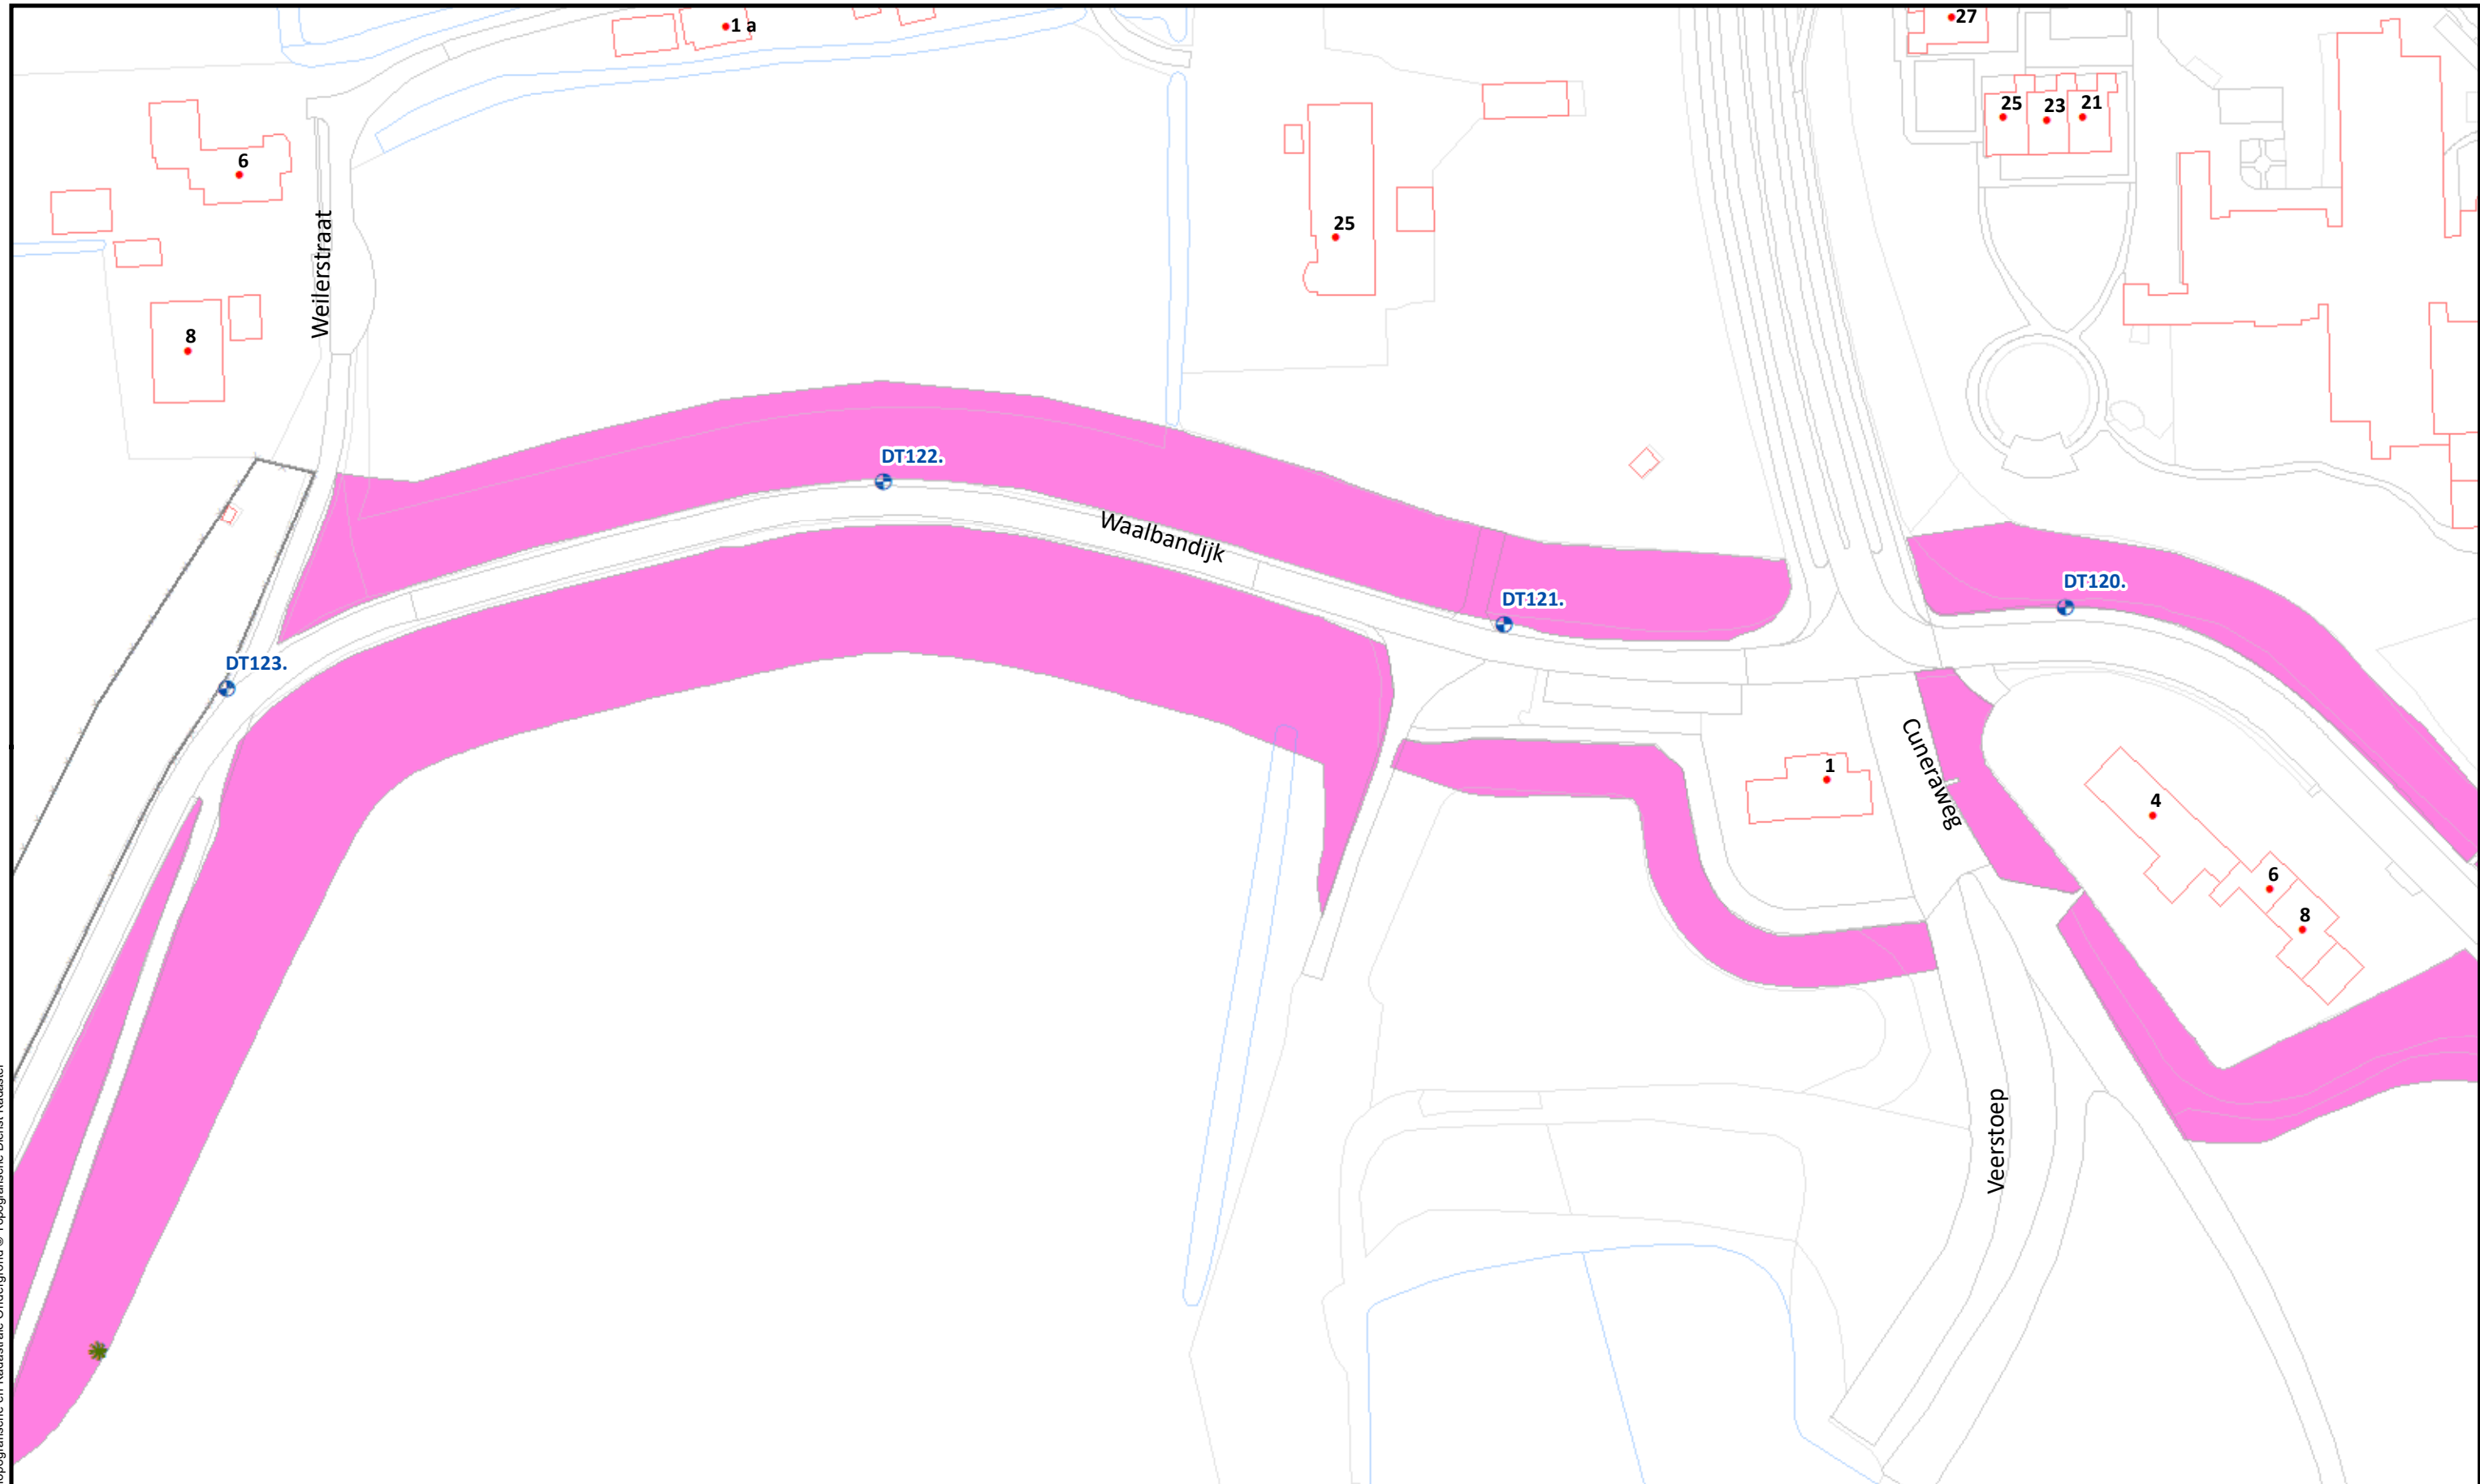 1 a
27
25
23
21
6
25
Weilerstraat
8
DT122.
Waalbandijk
DT121.
DT120.
DT123.
Cuneraweg
1
4
6
8
Veerstoep